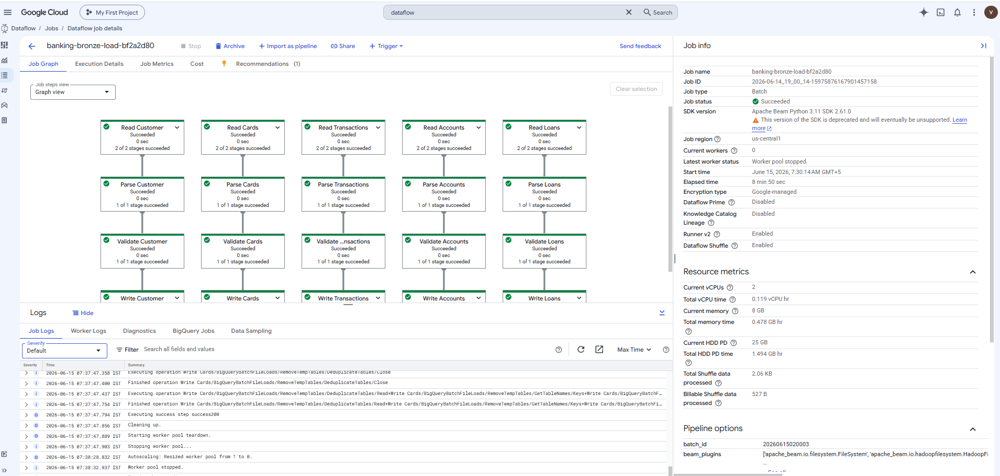 Google Cloud
My First Project
dataflow
Search
V
Dataflow / Jobs / Dataflow job details
banking-bronze-load-bf2a2d80
Stop
Archive
Import as pipeline
Share
Trigger
Send feedback
Job Graph
Execution Details
Job Metrics
Cost
Recommendations (1)
Job steps view
Graph view
Clear selection
Read Customer
Succeeded
0 sec
2 of 2 stages succeeded
Read Cards
Succeeded
0 sec
2 of 2 stages succeeded
Read Transactions
Succeeded
0 sec
2 of 2 stages succeeded
Read Accounts
Succeeded
0 sec
2 of 2 stages succeeded
Read Loans
Succeeded
0 sec
2 of 2 stages succeeded
Parse Customer
Succeeded
0 sec
1 of 1 stage succeeded
Parse Cards
Succeeded
0 sec
1 of 1 stage succeeded
Parse Transactions
Succeeded
0 sec
1 of 1 stage succeeded
Parse Accounts
Succeeded
0 sec
1 of 1 stage succeeded
Parse Loans
Succeeded
0 sec
1 of 1 stage succeeded
Validate Customer
Succeeded
0 sec
1 of 1 stage succeeded
Validate Cards
Succeeded
0 sec
1 of 1 stage succeeded
Validate ...nsactions
Succeeded
0 sec
1 of 1 stage succeeded
Validate Accounts
Succeeded
0 sec
1 of 1 stage succeeded
Validate Loans
Succeeded
0 sec
1 of 1 stage succeeded
Write Customer
Write Cards
Write Transactions
Write Accounts
Write Loans
Logs
Hide
Job Logs
Worker Logs
Diagnostics
BigQuery Jobs
Data Sampling
Severity
Default
Filter
Search all fields and values
Max Time
Severity Time Summary
2026-06-15 07:37:47.358 IST Executing operation Write Cards/BigQueryBatchFileLoads/RemoveTempTables/DeduplicateTables/Close
2026-06-15 07:37:47.400 IST Finished operation Write Cards/BigQueryBatchFileLoads/RemoveTempTables/DeduplicateTables/Close
2026-06-15 07:37:47.437 IST Executing operation Write Cards/BigQueryBatchFileLoads/RemoveTempTables/DeduplicateTables/Read+Write Cards/BigQueryBatchFileLoads/RemoveTempTables/GetTableNames/Keys+Write Cards/BigQueryBatchF…
2026-06-15 07:37:47.754 IST Finished operation Write Cards/BigQueryBatchFileLoads/RemoveTempTables/DeduplicateTables/Read+Write Cards/BigQueryBatchFileLoads/RemoveTempTables/GetTableNames/Keys+Write Cards/BigQueryBatchFi…
2026-06-15 07:37:47.794 IST Executing success step success200
2026-06-15 07:37:47.856 IST Cleaning up.
2026-06-15 07:37:47.889 IST Starting worker pool teardown.
2026-06-15 07:37:47.903 IST Stopping worker pool...
2026-06-15 07:38:28.832 IST Autoscaling: Resized worker pool from 1 to 0.
2026-06-15 07:38:32.937 IST Worker pool stopped.
Job info
Job name banking-bronze-load-bf2a2d80
Job ID 2026-06-14_19_00_14-15975876167901457158
Job type Batch
Job status Succeeded
SDK version Apache Beam Python 3.11 SDK 2.61.0
This version of the SDK is deprecated and will eventually be unsupported. Learn
more
Job region us-central1
Current workers 0
Latest worker status Worker pool stopped.
Start time June 15, 2026, 7:30:14 AM GMT+5
Elapsed time 8 min 50 sec
Encryption type Google-managed
Dataflow Prime Disabled
Knowledge Catalog Disabled
Lineage
Runner v2 Enabled
Dataflow Shuffle Enabled
Resource metrics
Current vCPUs 2
Total vCPU time 0.119 vCPU hr
Current memory 8 GB
Total memory time 0.478 GB hr
Current HDD PD 25 GB
Total HDD PD time 1.494 GB hr
Total Shuffle data 2.06 KB
processed
Billable Shuffle data 527 B
processed
Pipeline options
batch_id 20260615020003
beam_plugins ['apache_beam.io.filesystem.FileSystem', 'apache_beam.io.hadoopfilesystem.HadoopFi
...
See all